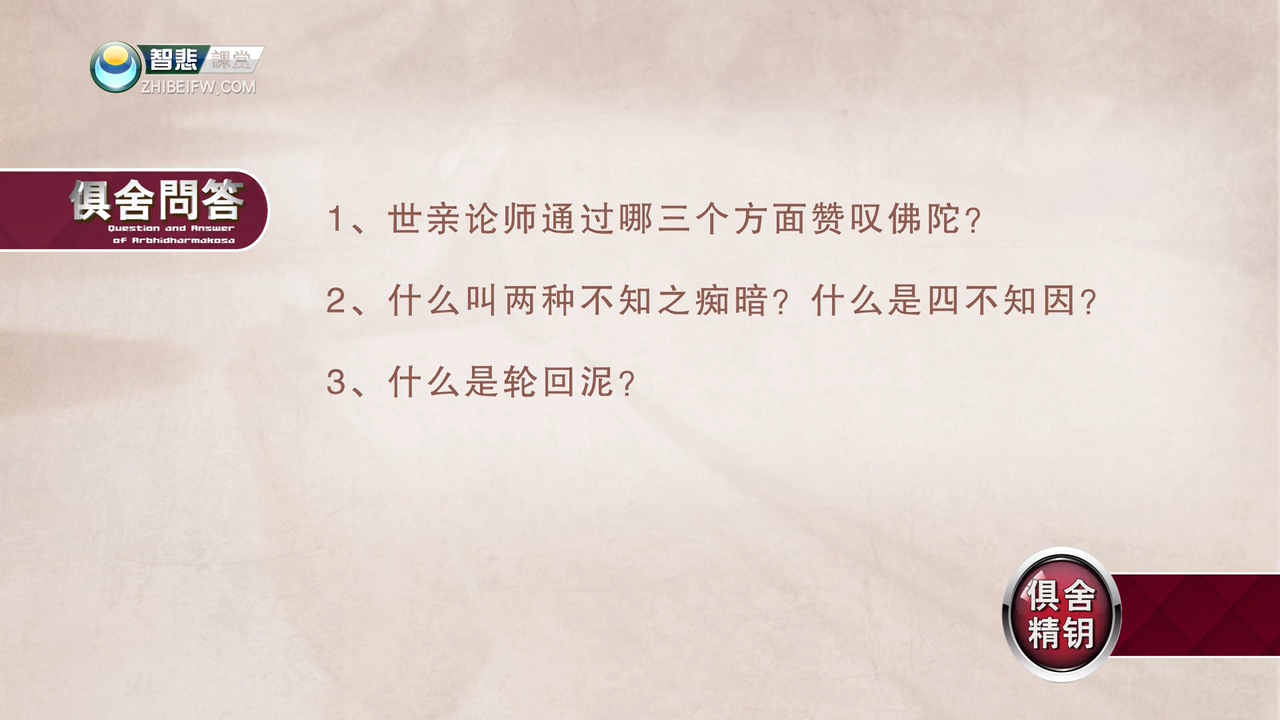 智悲 課堂
ZHIBEIFW.COM
俱舍問答
Question and Answer
of Arbhidharmakosa
1、世亲论师通过哪三个方面赞叹佛陀？
2、什么叫两种不知之痴暗？什么是四不知因？
3、什么是轮回泥？
俱舍
精钥